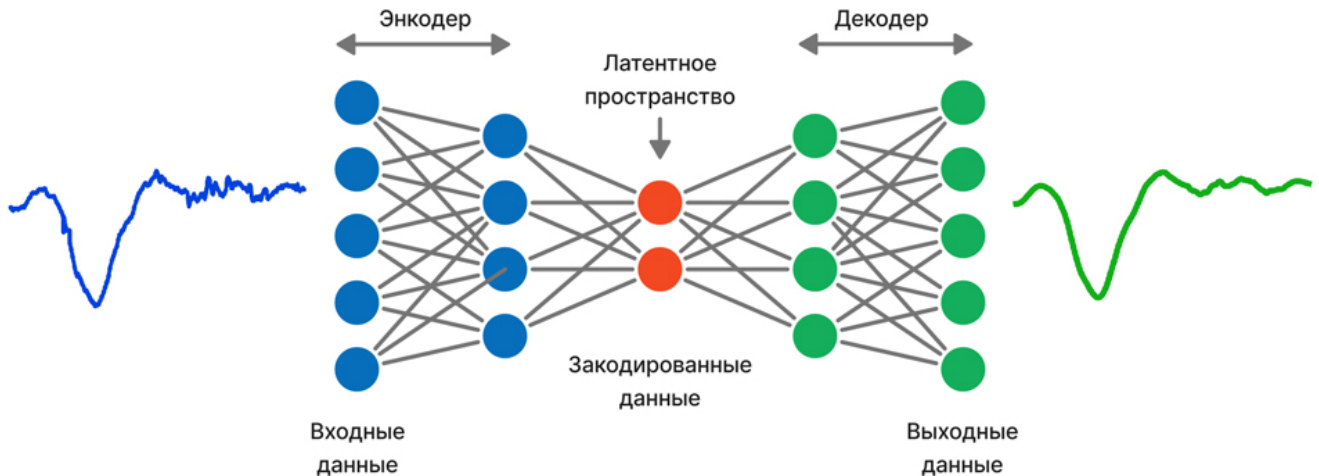 Энкодер
Декодер
Латентное
пространство
Закодированные
данные
Входные
данные
Выходные
данные